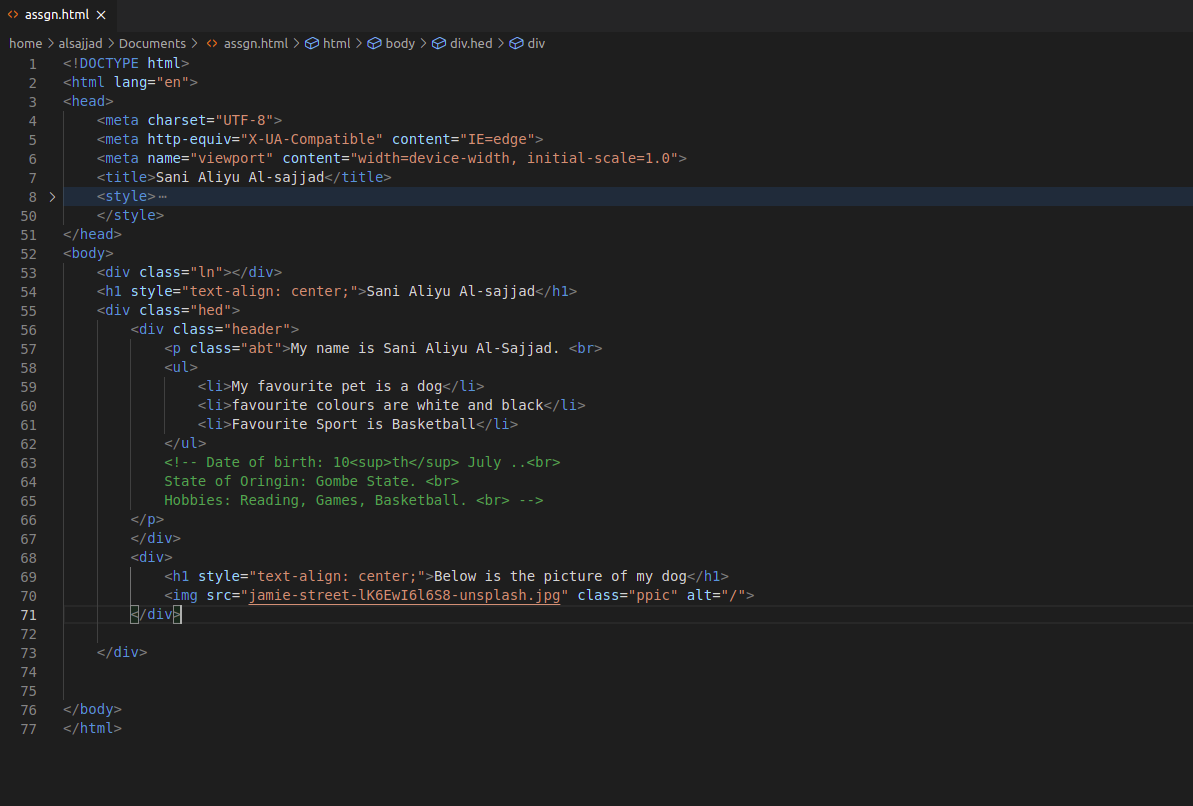 assgn.html
home > alsajjad > Documents > assgn.html > html > body > div.hed > div
1 <!DOCTYPE html>
2 <html lang="en">
3 <head>
4 <meta charset="UTF-8">
5 <meta http-equiv="X-UA-Compatible" content="IE=edge">
6 <meta name="viewport" content="width=device-width, initial-scale=1.0">
7 <title>Sani Aliyu Al-sajjad</title>
8 <style>…
50 </style>
51 </head>
52 <body>
53 <div class="ln"></div>
54 <h1 style="text-align: center;">Sani Aliyu Al-sajjad</h1>
55 <div class="hed">
56 <div class="header">
57 <p class="abt">My name is Sani Aliyu Al-Sajjad. <br>
58 <ul>
59 <li>My favourite pet is a dog</li>
60 <li>favourite colours are white and black</li>
61 <li>Favourite Sport is Basketball</li>
62 </ul>
63 <!-- Date of birth: 10<sup>th</sup> July ..<br>
64 State of Oringin: Gombe State. <br>
65 Hobbies: Reading, Games, Basketball. <br> -->
66 </p>
67 </div>
68 <div>
69 <h1 style="text-align: center;">Below is the picture of my dog</h1>
70 <img src="jamie-street-lK6EwI6l6S8-unsplash.jpg" class="ppic" alt="/">
71 </div>
72
73 </div>
74
75
76 </body>
77 </html>